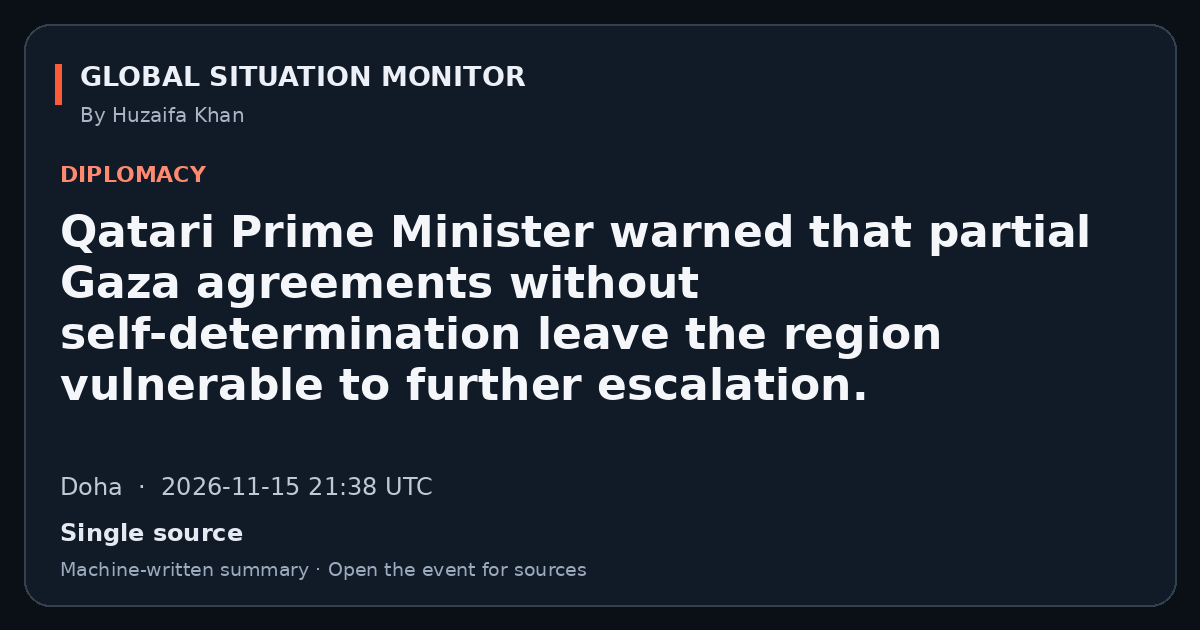 GLOBAL SITUATION MONITOR
By Huzaifa Khan
DIPLOMACY
Qatari Prime Minister warned that partial
Gaza agreements without
self-determination leave the region
vulnerable to further escalation.
Doha · 2026-11-15 21:38 UTC
Single source
Machine-written summary · Open the event for sources